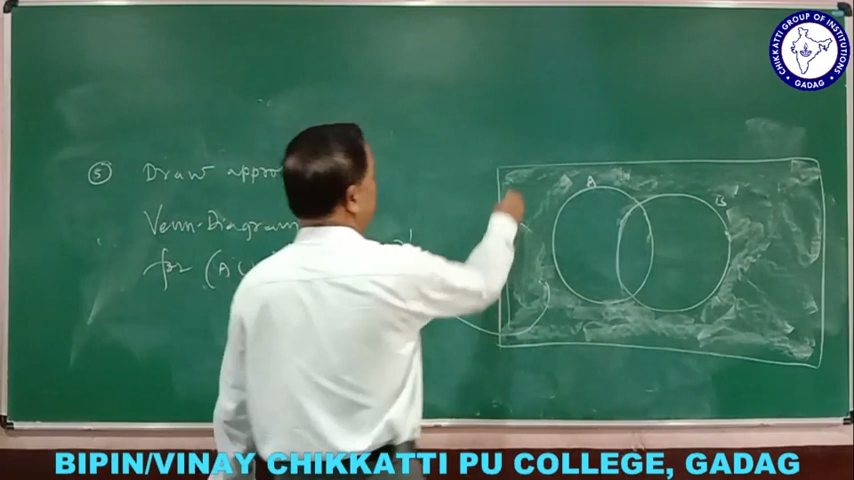 ⑤ Draw appro
Venn-Diagram
for (A
A
B
CHIKKATTI GROUP OF INSTITUTIONS
GADAG
BIPIN/VINAY CHIKKATTI PU COLLEGE, GADAG